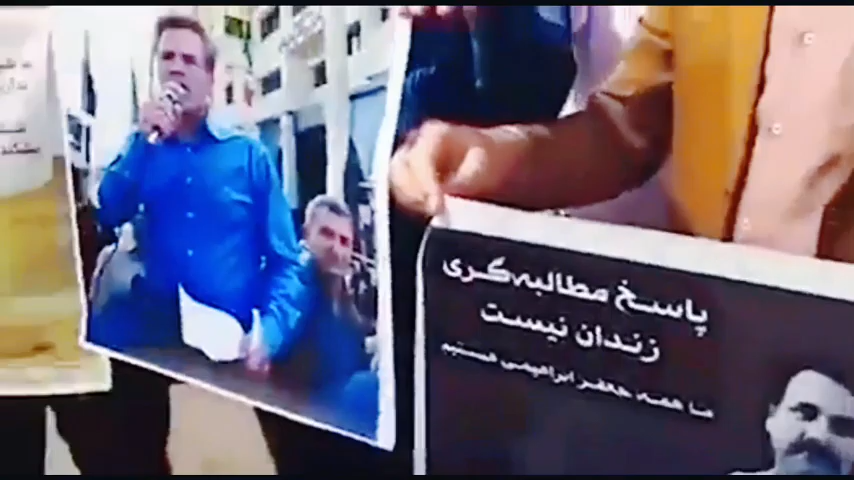 پاسخ مطالبه‌گری
زندان نیست
ما همه جعفر ابراهیمی هستیم